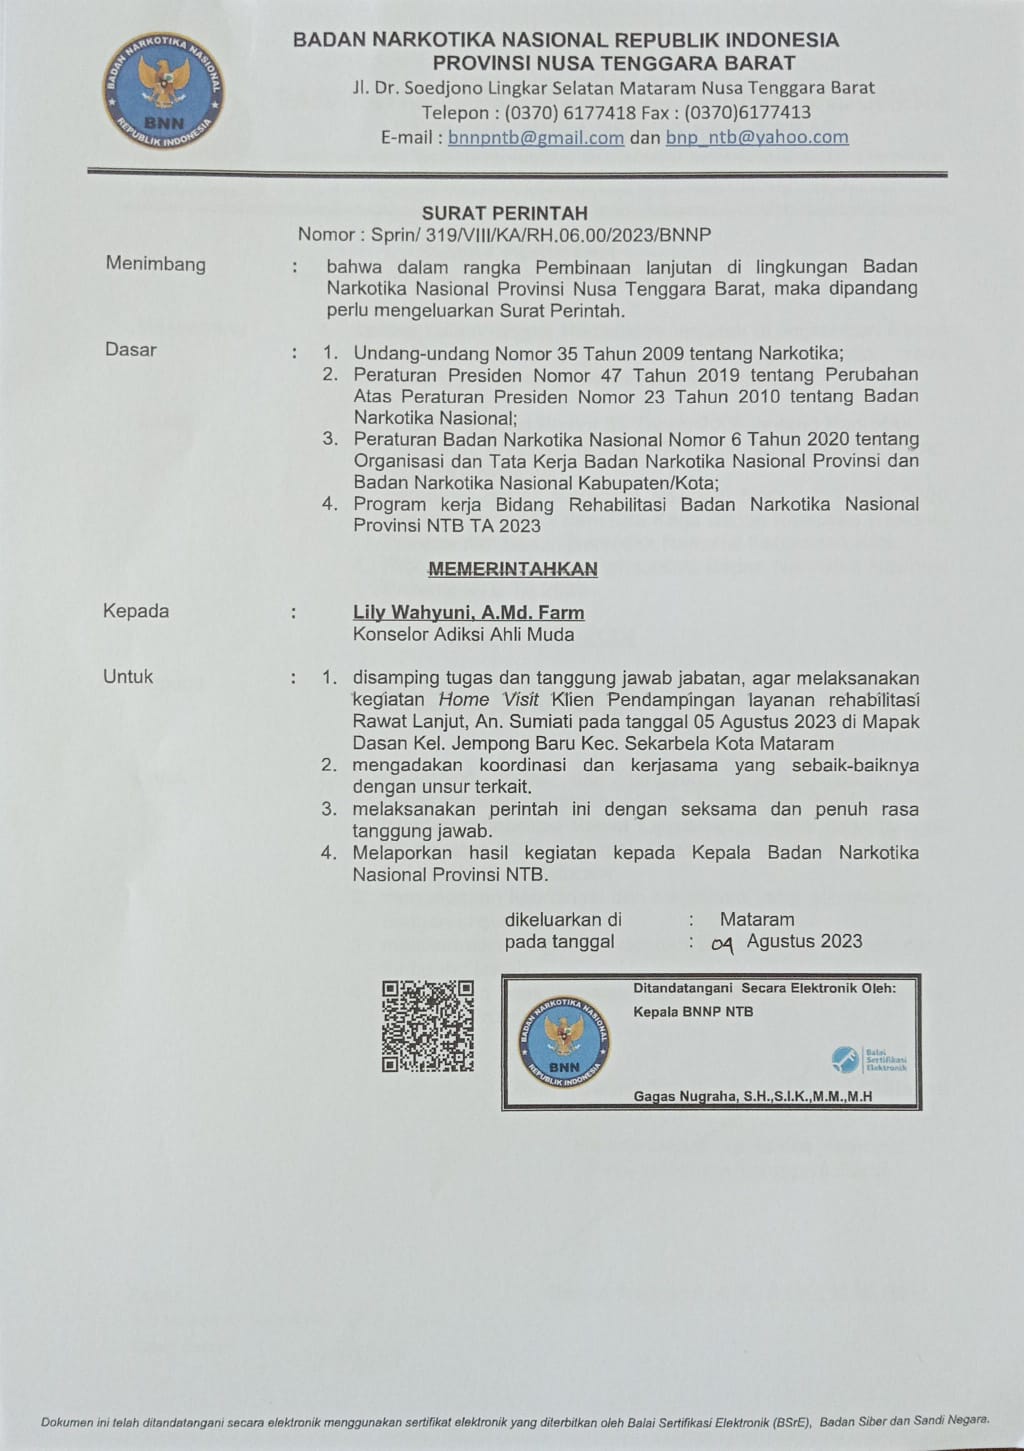 BADAN NARKOTIKA NASIONAL
BNN
REPUBLIK INDONESIA
BADAN NARKOTIKA NASIONAL REPUBLIK INDONESIA
PROVINSI NUSA TENGGARA BARAT
Jl. Dr. Soedjono Lingkar Selatan Mataram Nusa Tenggara Barat
Telepon : (0370) 6177418 Fax : (0370)6177413
E-mail : bnnpntb@gmail.com dan bnp_ntb@yahoo.com
SURAT PERINTAH
Nomor : Sprin/ 319/VIII/KA/RH.06.00/2023/BNNP
Menimbang : bahwa dalam rangka Pembinaan lanjutan di lingkungan Badan
Narkotika Nasional Provinsi Nusa Tenggara Barat, maka dipandang
perlu mengeluarkan Surat Perintah.
Dasar : 1. Undang-undang Nomor 35 Tahun 2009 tentang Narkotika;
2. Peraturan Presiden Nomor 47 Tahun 2019 tentang Perubahan
Atas Peraturan Presiden Nomor 23 Tahun 2010 tentang Badan
Narkotika Nasional;
3. Peraturan Badan Narkotika Nasional Nomor 6 Tahun 2020 tentang
Organisasi dan Tata Kerja Badan Narkotika Nasional Provinsi dan
Badan Narkotika Nasional Kabupaten/Kota;
4. Program kerja Bidang Rehabilitasi Badan Narkotika Nasional
Provinsi NTB TA 2023
MEMERINTAHKAN
Kepada : Lily Wahyuni, A.Md. Farm
Konselor Adiksi Ahli Muda
Untuk : 1. disamping tugas dan tanggung jawab jabatan, agar melaksanakan
kegiatan Home Visit Klien Pendampingan layanan rehabilitasi
Rawat Lanjut, An. Sumiati pada tanggal 05 Agustus 2023 di Mapak
Dasan Kel. Jempong Baru Kec. Sekarbela Kota Mataram
2. mengadakan koordinasi dan kerjasama yang sebaik-baiknya
dengan unsur terkait.
3. melaksanakan perintah ini dengan seksama dan penuh rasa
tanggung jawab.
4. Melaporkan hasil kegiatan kepada Kepala Badan Narkotika
Nasional Provinsi NTB.
dikeluarkan di : Mataram
pada tanggal : Agustus 2023
Ditandatangani Secara Elektronik Oleh:
Kepala BNNP NTB
BADAN NARKOTIKA NASIONAL
BNN
REPUBLIK INDONESIA
Balai
Sertifikasi
Elektronik
Gagas Nugraha, S.H.,S.I.K.,M.M.,M.H
Dokumen ini telah ditandatangani secara elektronik menggunakan sertifikat elektronik yang diterbitkan oleh Balai Sertifikasi Elektronik (BSrE), Badan Siber dan Sandi Negara.